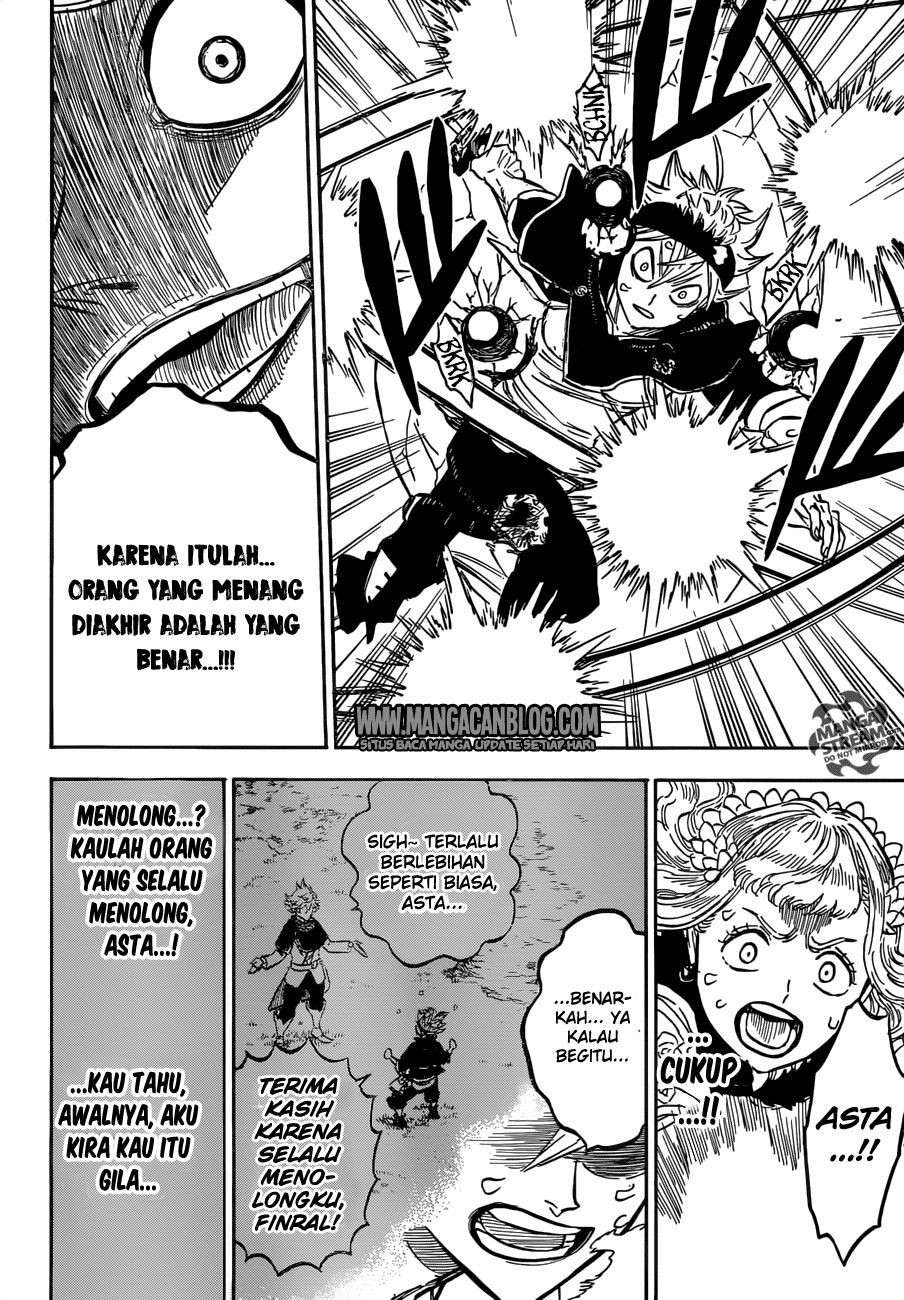 BCHNK
BKRK
BKRK
KARENA ITULAH...
ORANG YANG MENANG
DIAKHIR ADALAH YANG
BENAR...!!!
WWW.MANGACANBLOG.COM
SITUS BACA MANGA UPDATE SETIAP HARI
MANGA
STREAM.COM
DO NOT MIRROR
ASTA
...!!
...
CUKUP
...!!
...BENAR-
KAH... YA
KALAU
BEGITU...
SIGH~ TERLALU
BERLEBIHAN
SEPERTI BIASA,
ASTA...
TERIMA
KASIH
KARENA
SELALU
MENO-
LONGKU,
FINRAL!
MENOLONG...?
KAULAH ORANG
YANG SELALU
MENOLONG,
ASTA...!
...KAU TAHU,
AWALNYA, AKU
KIRA KAU ITU
GILA...